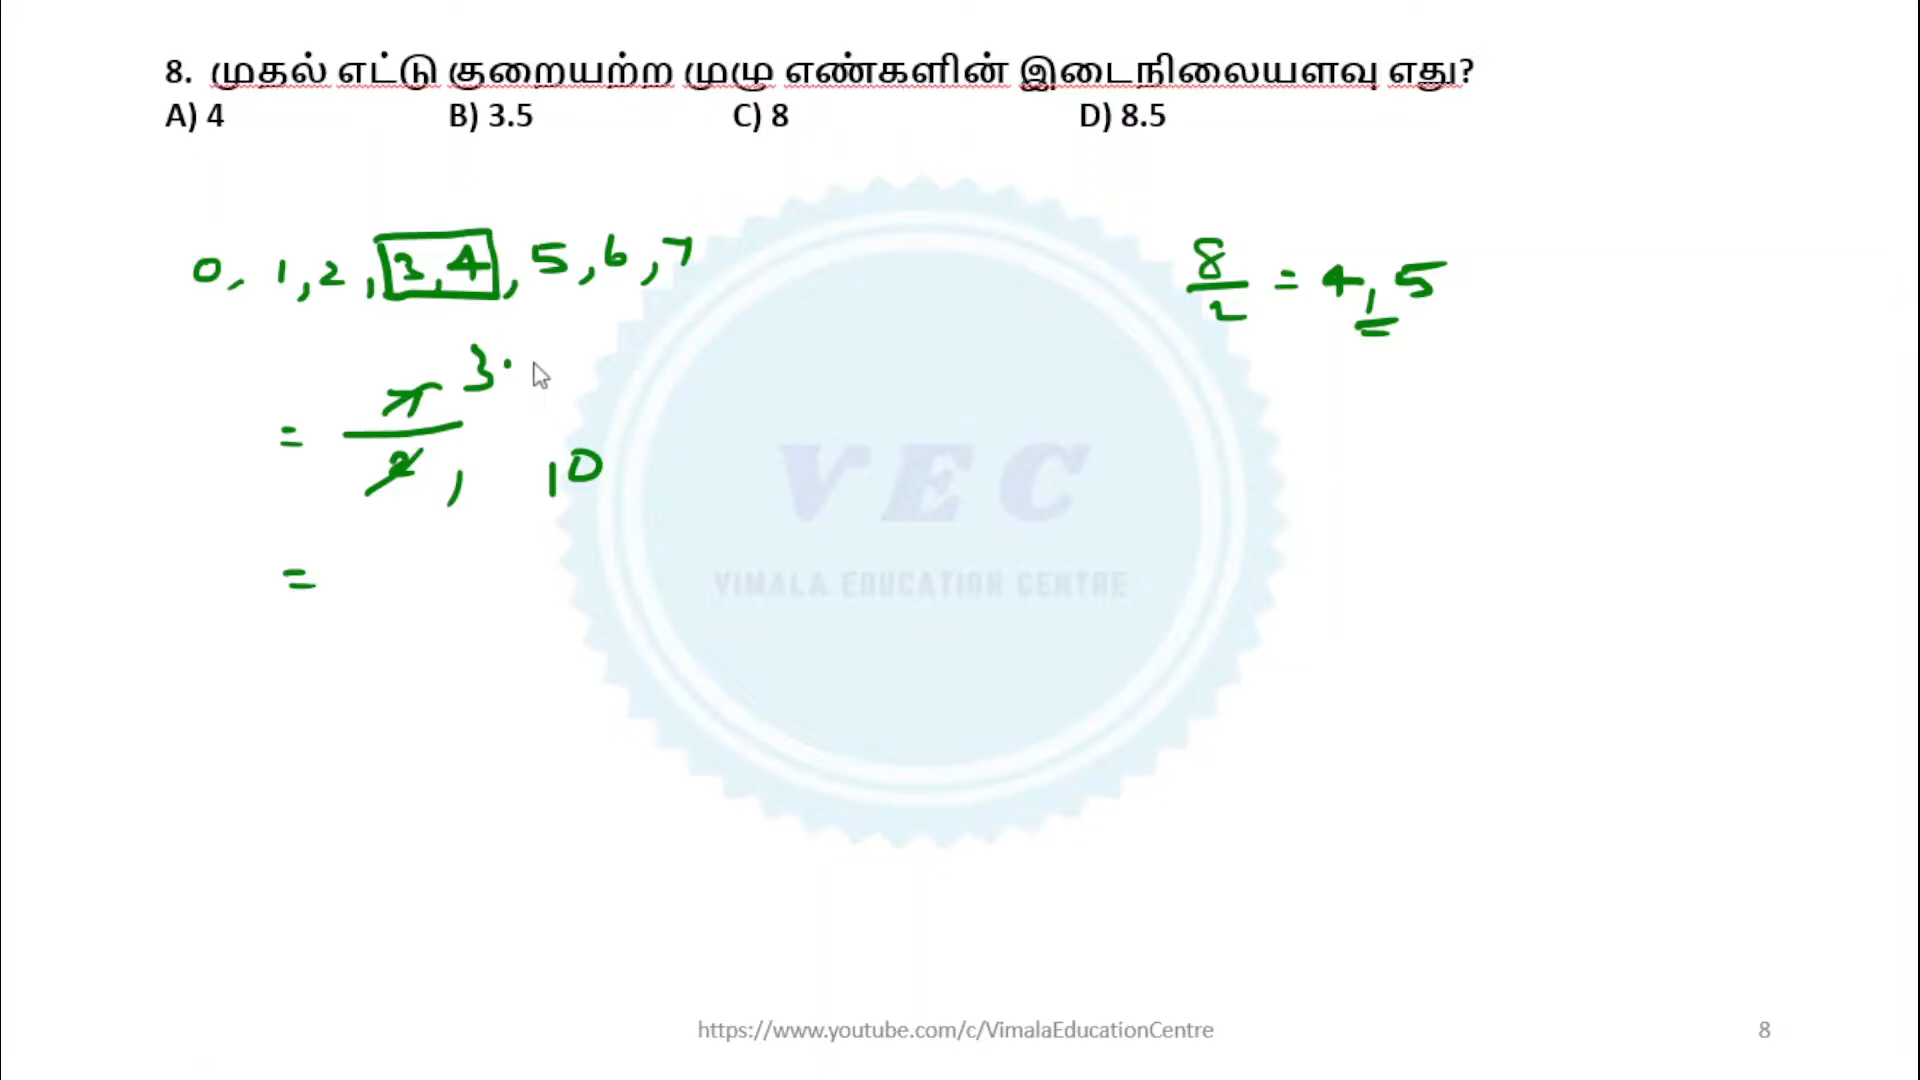 8. முதல் எட்டு குறையற்ற முழு எண்களின் இடைநிலையளவு எது?
A) 4 B) 3.5 C) 8 D) 8.5
0, 1, 2, 3, 4, 5, 6, 7
8/2 = 4, 5
= 7/2, 3.
10
=
VEC
VIMALA EDUCATION CENTRE
https://www.youtube.com/c/VimalaEducationCentre
8